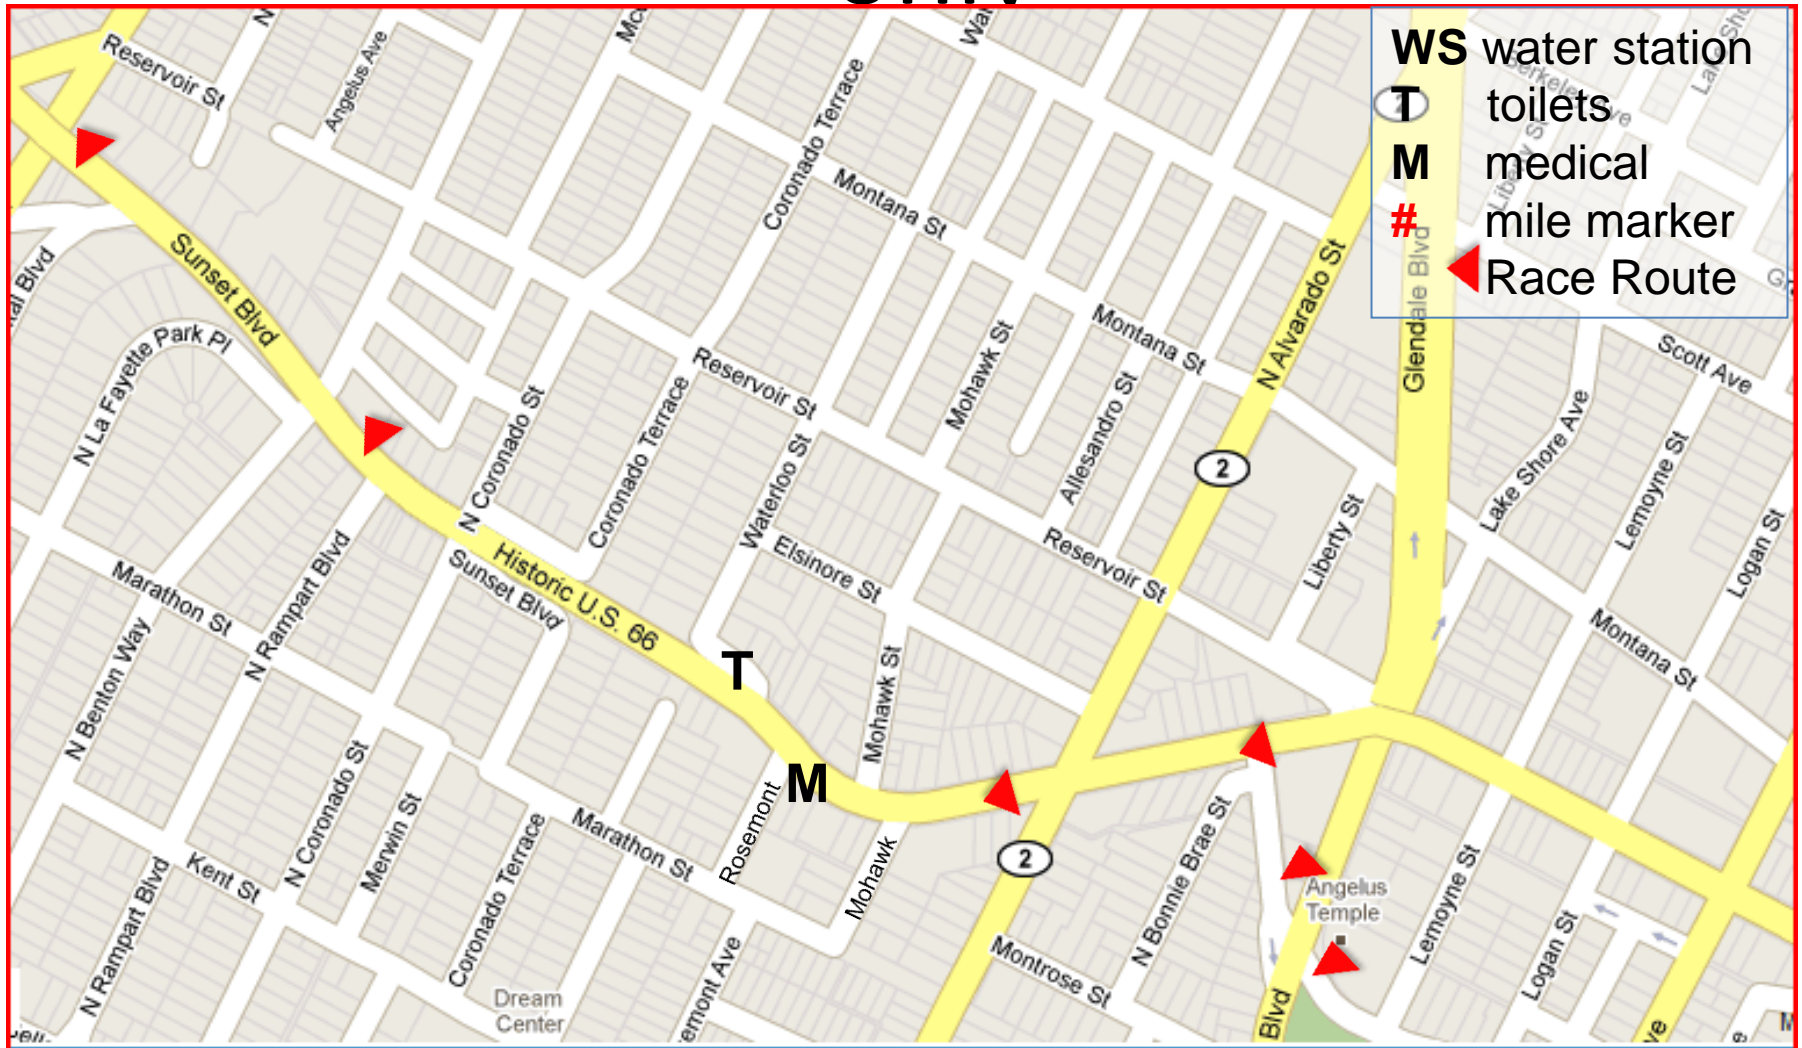 WS water station
T toilets
M medical
# mile marker
Race Route
Reservoir St
Angelus Ave
Coronado Terrace
Montana St
Berkeley Ave
Liberty St
2
Sunset Blvd
N La Fayette Park Pl
N Alvarado St
Glendale Blvd
Scott Ave
Montana St
Mohawk St
Reservoir St
Allesandro St
Lake Shore Ave
Lemoyne St
Logan St
N Coronado St
Coronado Terrace
Waterloo St
2
Liberty St
Elsinore St
Reservoir St
Historic U.S. 66
Sunset Blvd
Marathon St
N Rampart Blvd
N Benton Way
Montana St
T
Mohawk St
M
Rosemont
Mohawk
N Coronado St
Merwin St
Marathon St
Kent St
N Rampart Blvd
Coronado Terrace
2
N Bonnie Brae St
Angelus
Temple
Lemoyne St
Logan St
Montrose St
Dream
Center
Blvd